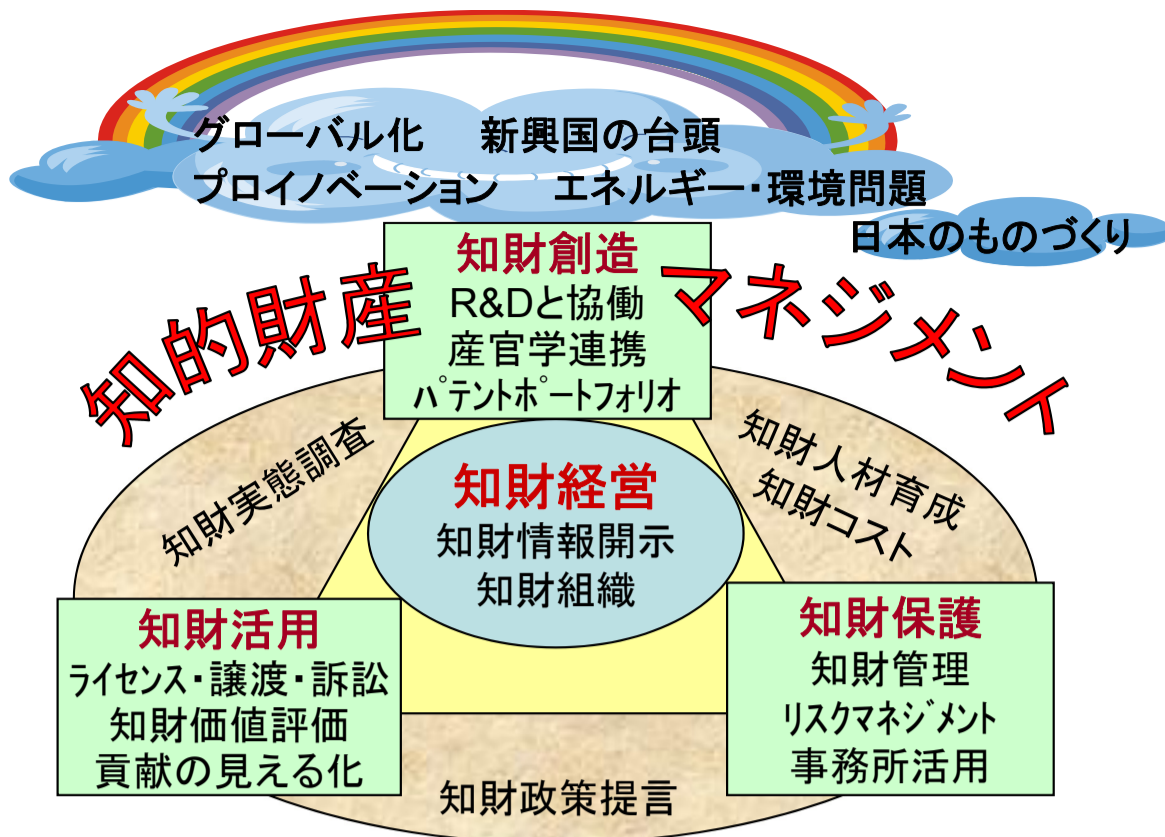 グローバル化 新興国の台頭
プロイノベーション エネルギー・環境問題
日本のものづくり
知的財産 マネジメント
知財創造
R&Dと協働
産官学連携
パテントポートフォリオ
知財実態調査
知財人材育成
知財コスト
知財経営
知財情報開示
知財組織
知財活用
ライセンス・譲渡・訴訟
知財価値評価
貢献の見える化
知財保護
知財管理
リスクマネジメント
事務所活用
知財政策提言